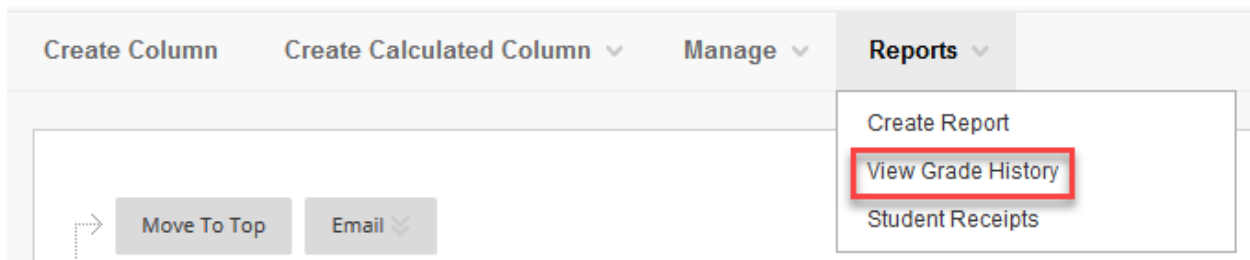 Create Column Create Calculated Column Manage Reports
Create Report
View Grade History
Student Receipts
Move To Top Email